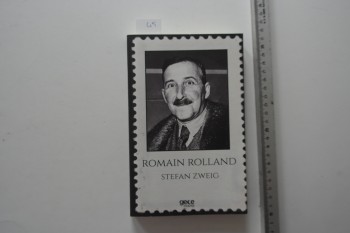 ROMAIN ROLLAND
STEFAN ZWEIG
gece